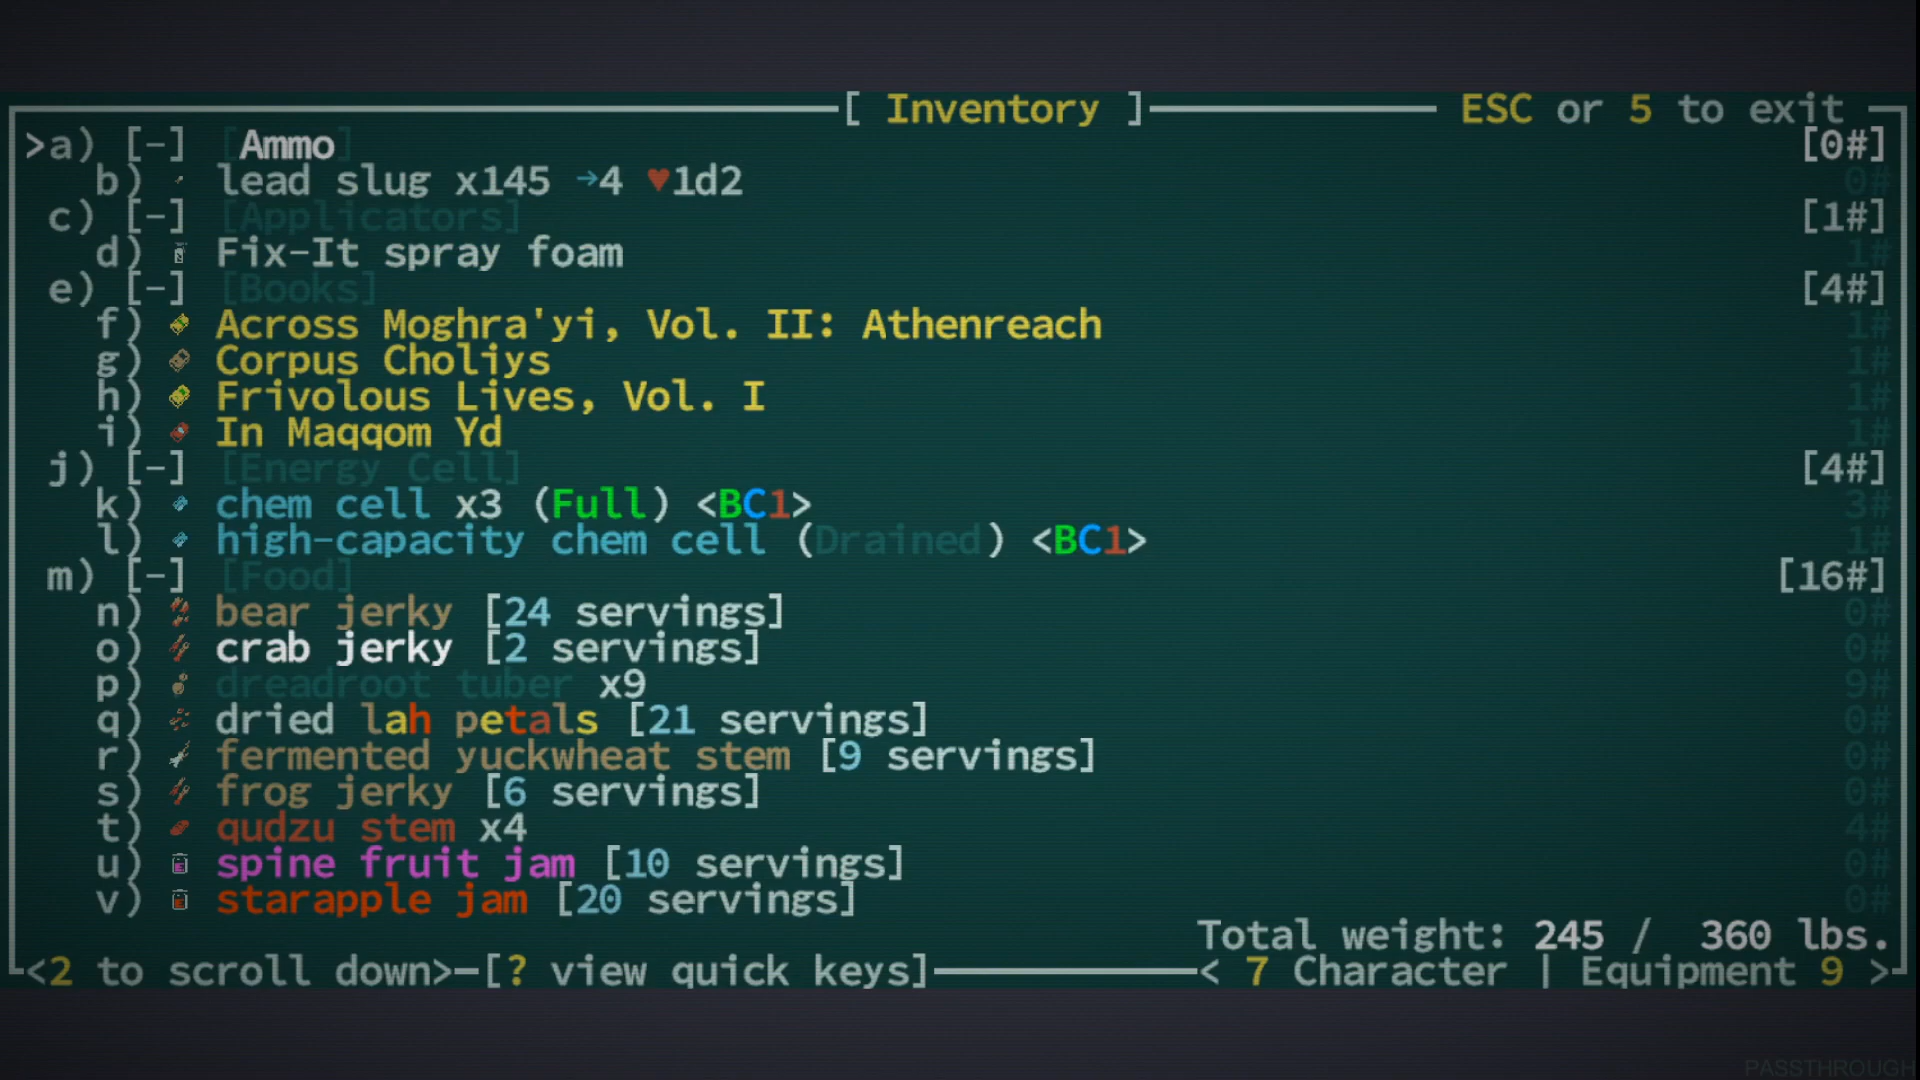 [ Inventory ] ESC or 5 to exit
>a) [-] [Ammo] [0#]
b) lead slug x145 →4 ♥1d2 0#
c) [-] [Applicators] [1#]
d) Fix-It spray foam 1#
e) [-] [Books] [4#]
f) Across Moghra'yi, Vol. II: Athenreach 1#
g) Corpus Choliys 1#
h) Frivolous Lives, Vol. I 1#
i) In Maqqom Yd 1#
j) [-] [Energy Cell] [4#]
k) chem cell x3 (Full) <BC1> 3#
l) high-capacity chem cell (Drained) <BC1> 1#
m) [-] [Food] [16#]
n) bear jerky [24 servings] 0#
o) crab jerky [2 servings] 0#
p) dreadroot tuber x9 9#
q) dried lah petals [21 servings] 0#
r) fermented yuckwheat stem [9 servings] 0#
s) frog jerky [6 servings] 0#
t) qudzu stem x4 4#
u) spine fruit jam [10 servings] 0#
v) starapple jam [20 servings] 0#
Total weight: 245 / 360 lbs.
<2 to scroll down> [? view quick keys] < 7 Character | Equipment 9 >
PASSTHROUGH